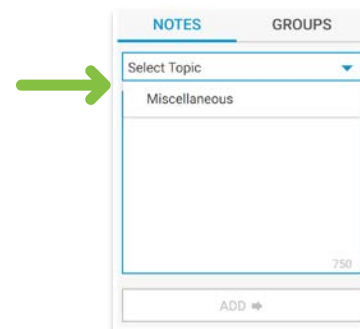 NOTES GROUPS
Select Topic
Miscellaneous
750
ADD